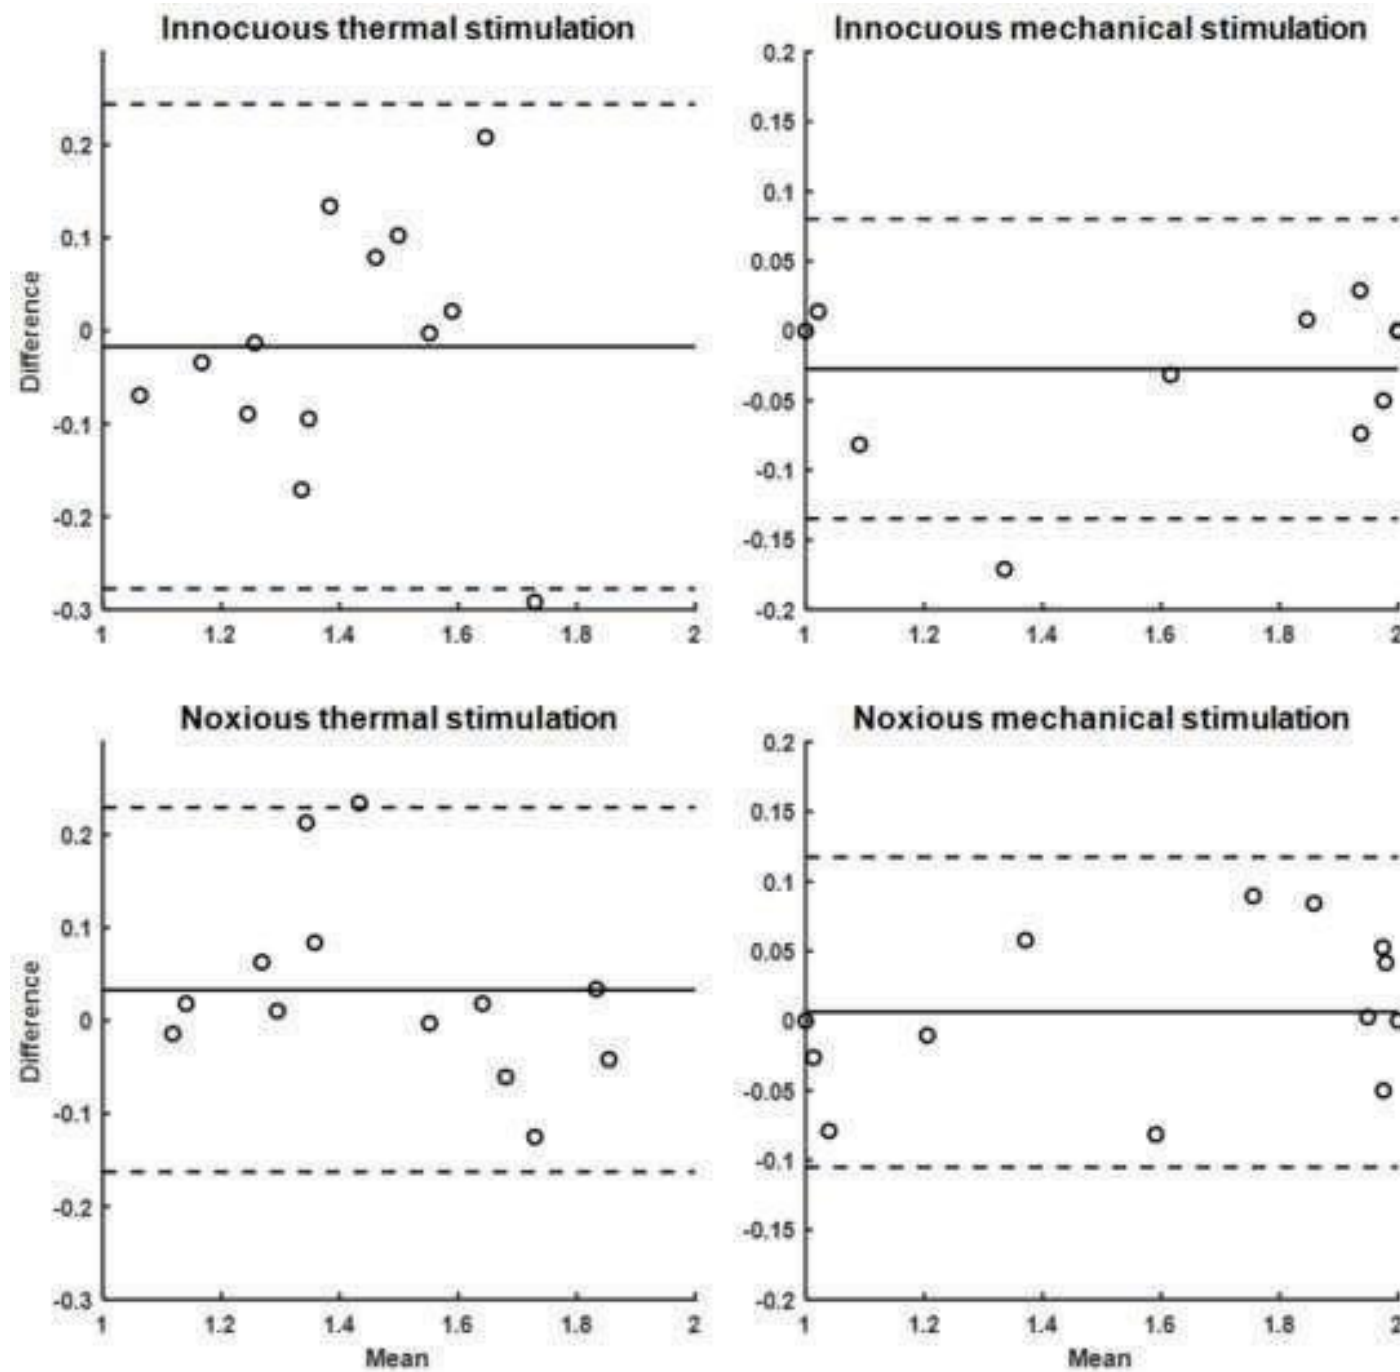 Innocuous thermal stimulation
0.2
0.1
0
-0.1
-0.2
-0.3
Difference
1 1.2 1.4 1.6 1.8 2
Innocuous mechanical stimulation
0.2
0.15
0.1
0.05
0
-0.05
-0.1
-0.15
-0.2
1 1.2 1.4 1.6 1.8 2
Noxious thermal stimulation
0.2
0.1
0
-0.1
-0.2
-0.3
Difference
1 1.2 1.4 1.6 1.8 2
Mean
Noxious mechanical stimulation
0.2
0.15
0.1
0.05
0
-0.05
-0.1
-0.15
-0.2
1 1.2 1.4 1.6 1.8 2
Mean